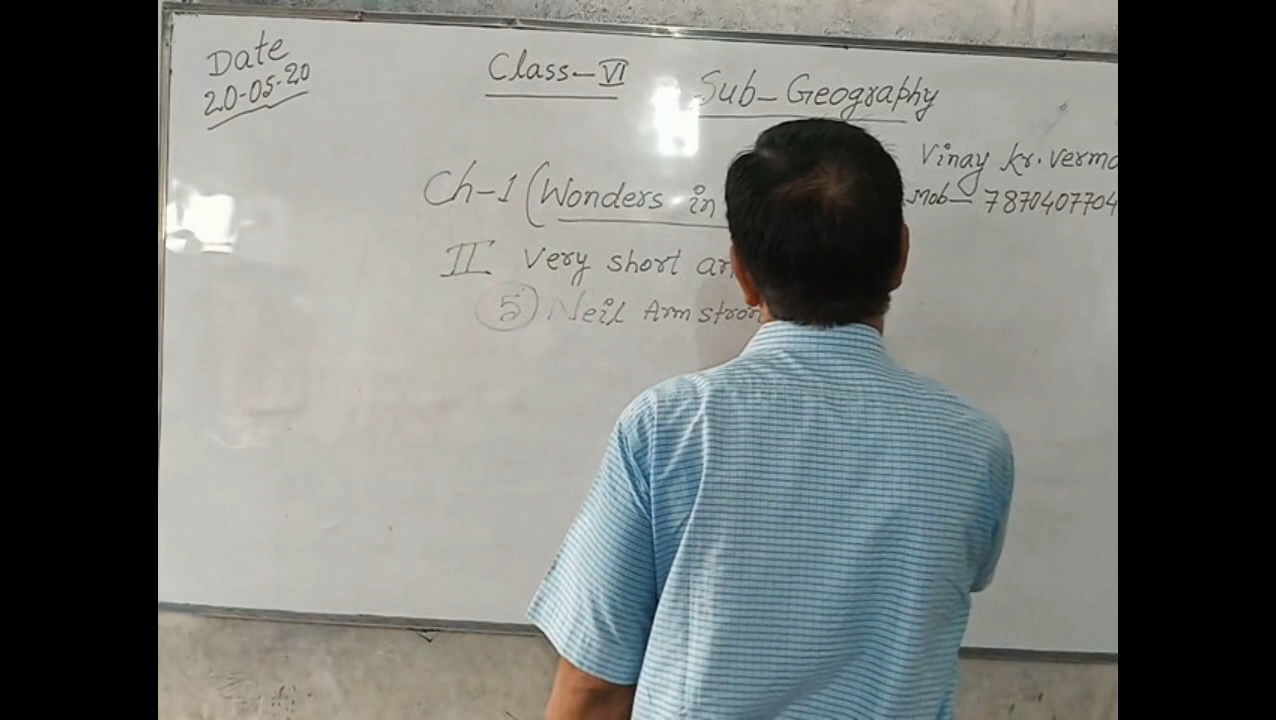 Date
20-05-20
Class-VI
Sub-Geography
Vinay Kr. Verma
Mob- 7870407704
Ch-1 (Wonders in
II Very short an
5 Neil Armstron